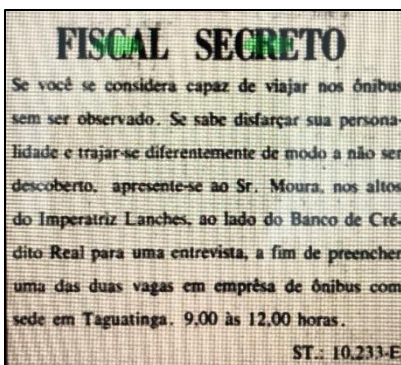 FISCAL SECRETO
Se você se considera capaz de viajar nos ônibus
sem ser observado. Se sabe disfarçar sua persona-
lidade e trajar-se diferentemente de modo a não ser
descoberto, apresente-se ao Sr. Moura, nos altos
do Imperatriz Lanches, ao lado do Banco de Cré-
dito Real para uma entrevista, a fim de preencher
uma das duas vagas em emprêsa de ônibus com
sede em Taguatinga. 9,00 às 12,00 horas.
ST.: 10.233-E